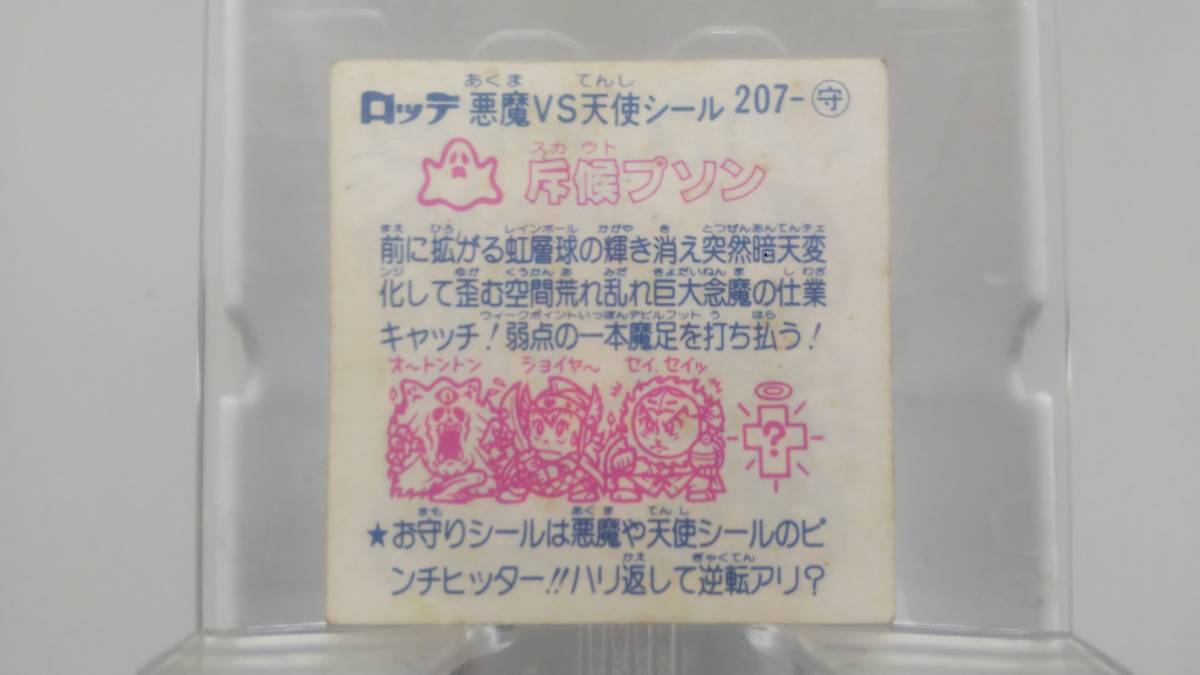 あくま てんし
ロッテ 悪魔VS天使シール 207-守
スカウト
斥候プソン
まえ ひろ レインボール かがや き とつぜんあんてんチェ
前に拡がる虹層球の輝き消え突然暗天変
ンジ ゆが くうかんあ みだ きょだいねんま しわざ
化して歪む空間荒れ乱れ巨大念魔の仕業
ウィークポイントいっぽんデビルフット う はら
キャッチ!弱点の一本魔足を打ち払う!
オ〜トントン ジョイヤ〜 セイ、セイッ
?
まも あくま てんし
★お守りシールは悪魔や天使シールのピ
かえ ぎゃくてん
ンチヒッター!!ハリ返して逆転アリ?